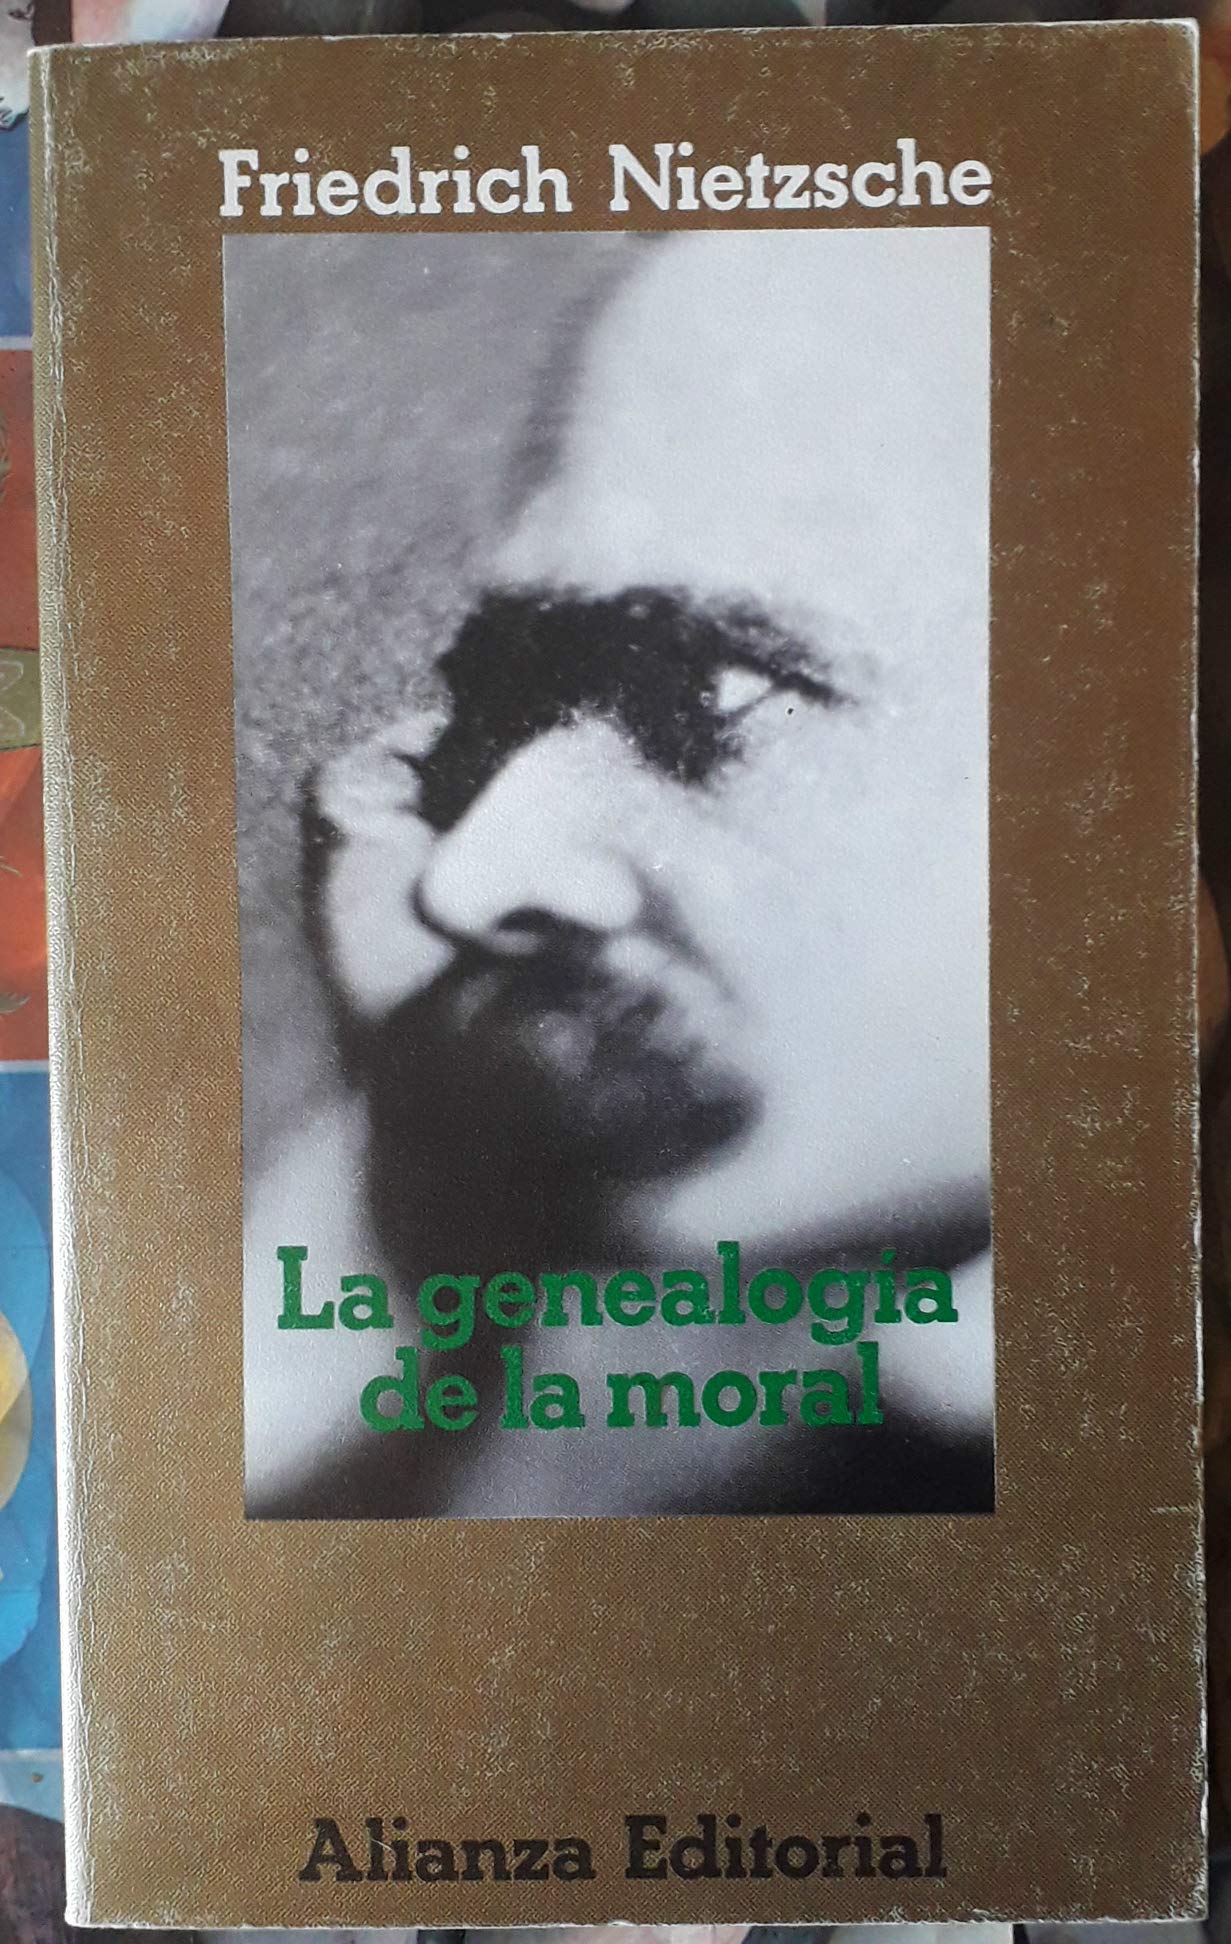 Friedrich Nietzsche
La genealogía
de la moral
Alianza Editorial